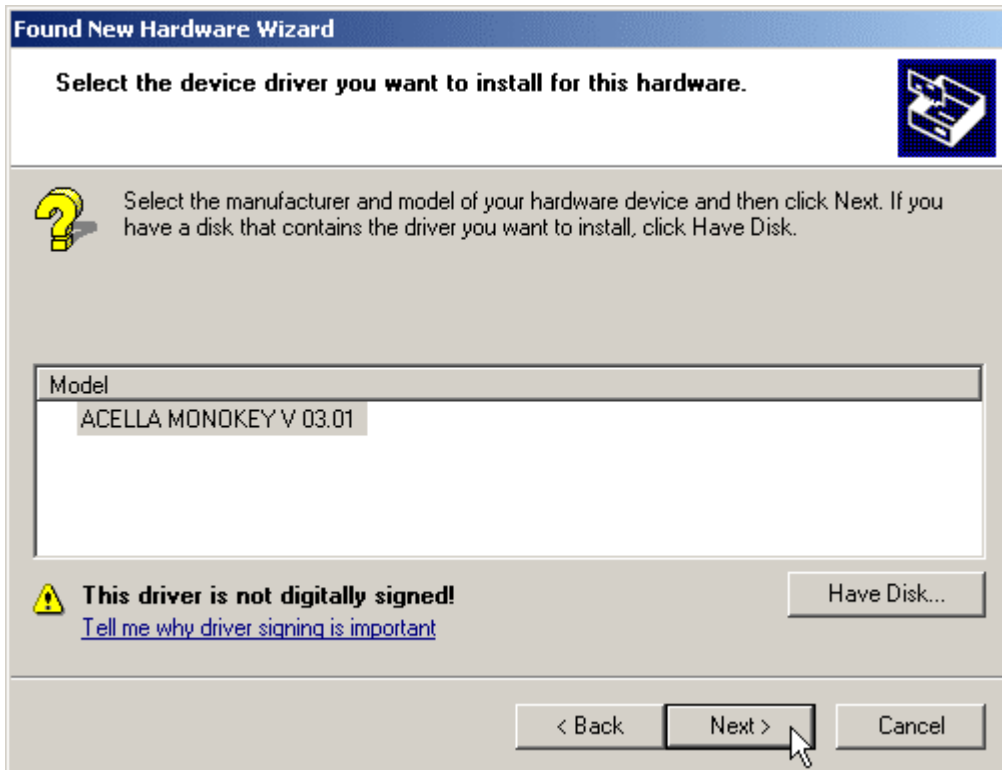 Found New Hardware Wizard
Select the device driver you want to install for this hardware.
Select the manufacturer and model of your hardware device and then click Next. If you
have a disk that contains the driver you want to install, click Have Disk.
Model
ACELLA MONOKEY V 03.01
This driver is not digitally signed!
Tell me why driver signing is important
Have Disk...
< Back
Next >
Cancel